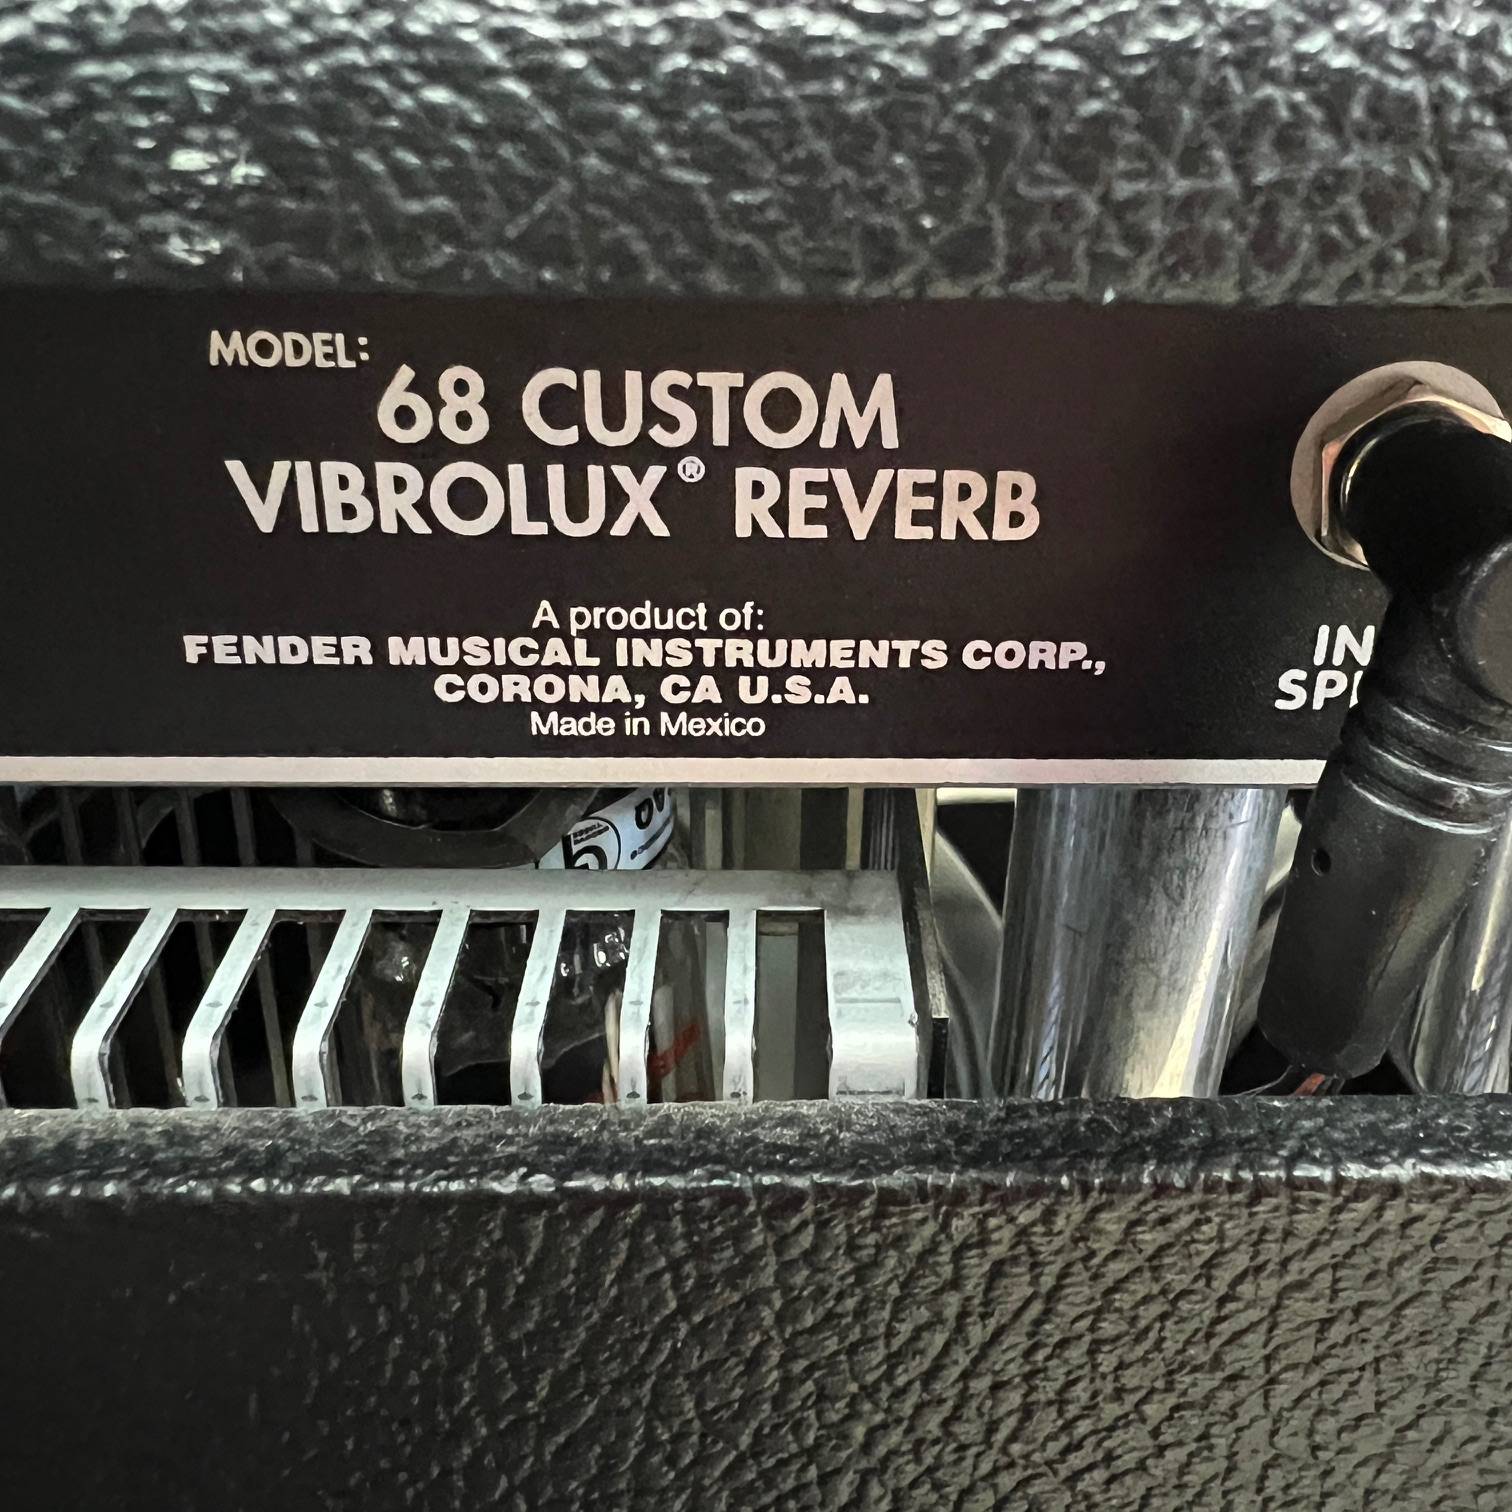 MODEL:
68 CUSTOM
VIBROLUX® REVERB
A product of:
FENDER MUSICAL INSTRUMENTS CORP.,
CORONA, CA U.S.A.
Made in Mexico